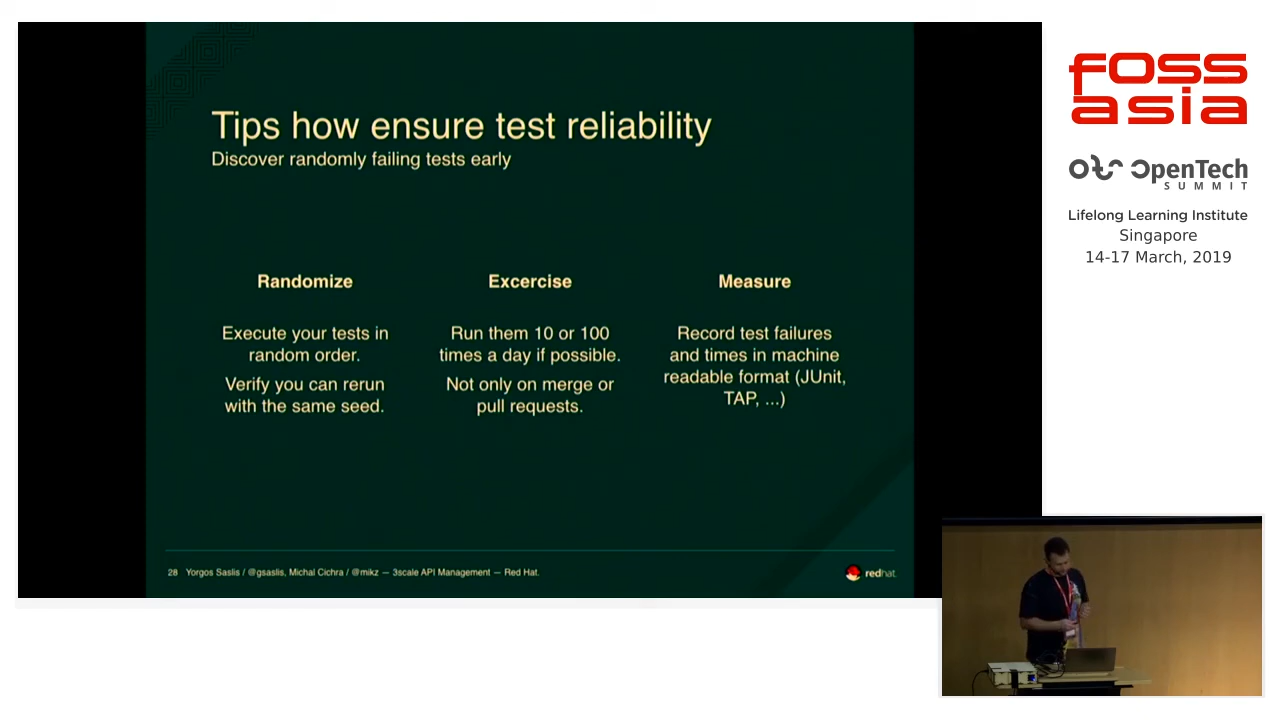 Tips how ensure test reliability
Discover randomly failing tests early
Randomize
Execute your tests in
random order.
Verify you can rerun
with the same seed.
Excercise
Run them 10 or 100
times a day if possible.
Not only on merge or
pull requests.
Measure
Record test failures
and times in machine
readable format (JUnit,
TAP, ...)
28 Yorgos Saslis / @gsaslis, Michal Cichra / @mikz — 3scale API Management — Red Hat.
redhat
fOSS
asia
OpenTech
SUMMIT
Lifelong Learning Institute
Singapore
14-17 March, 2019